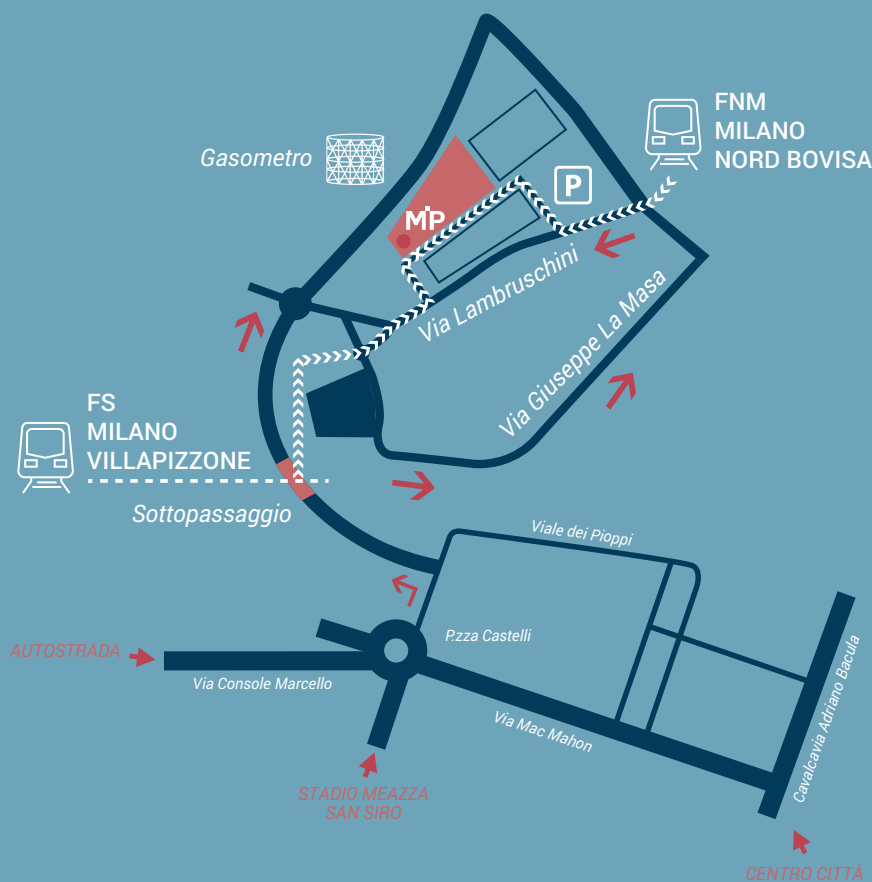 FNM
MILANO
NORD BOVISA
Gasometro
P
MIP
Via Lambruschini
Via Giuseppe La Masa
FS
MILANO
VILLAPIZZONE
Sottopassaggio
Viale dei Pioppi
P.zza Castelli
AUTOSTRADA
Via Console Marcello
Via Mac Mahon
Cavalcavia Adriano Bacula
STADIO MEAZZA
SAN SIRO
CENTRO CITTÀ